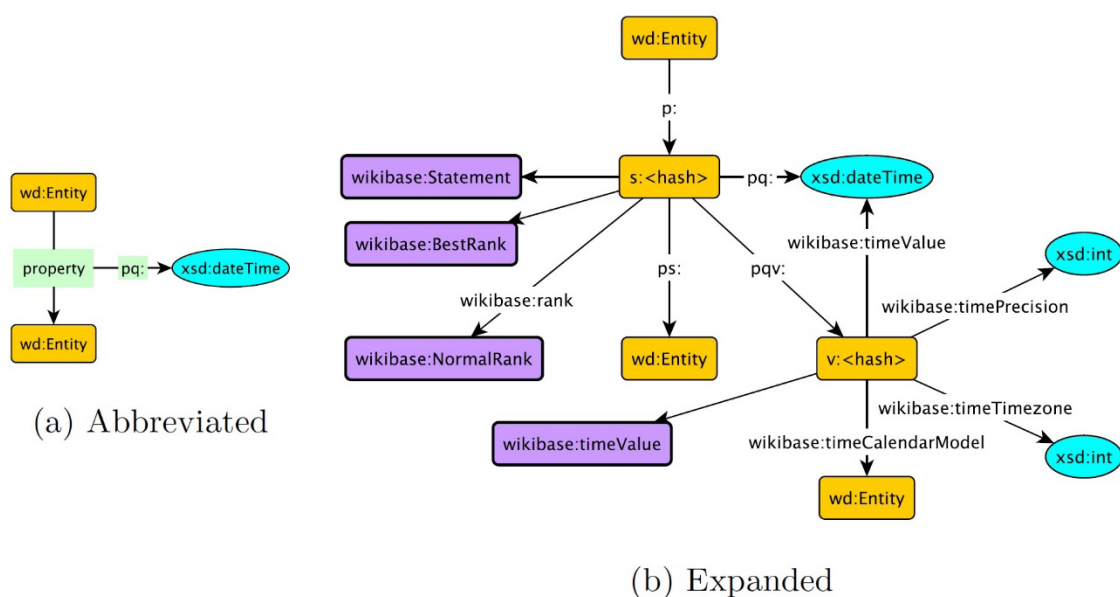 wd:Entity
property
pq:
xsd:dateTime
wd:Entity
(a) Abbreviated
wd:Entity
p:
wikibase:Statement
s:<hash>
pq:
xsd:dateTime
wikibase:BestRank
wikibase:timeValue
ps:
pqv:
xsd:int
wikibase:rank
wikibase:timePrecision
wikibase:NormalRank
wd:Entity
v:<hash>
wikibase:timeTimezone
wikibase:timeValue
wikibase:timeCalendarModel
xsd:int
wd:Entity
(b) Expanded